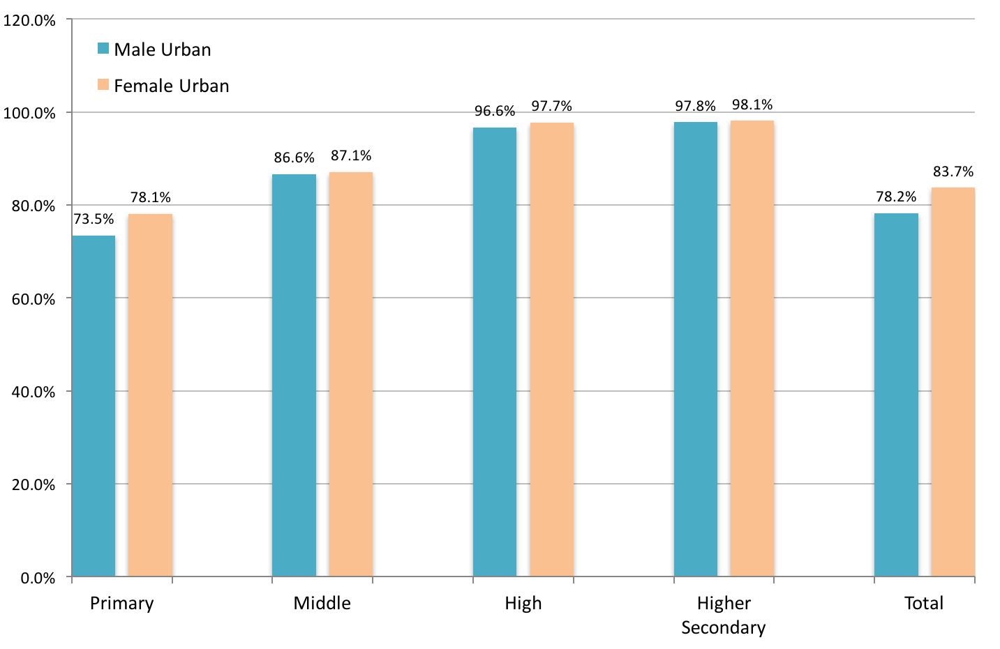 120.0%
100.0%
80.0%
60.0%
40.0%
20.0%
0.0%
Male Urban
Female Urban
73.5%
78.1%
86.6%
87.1%
96.6%
97.7%
97.8%
98.1%
78.2%
83.7%
Primary
Middle
High
Higher
Secondary
Total